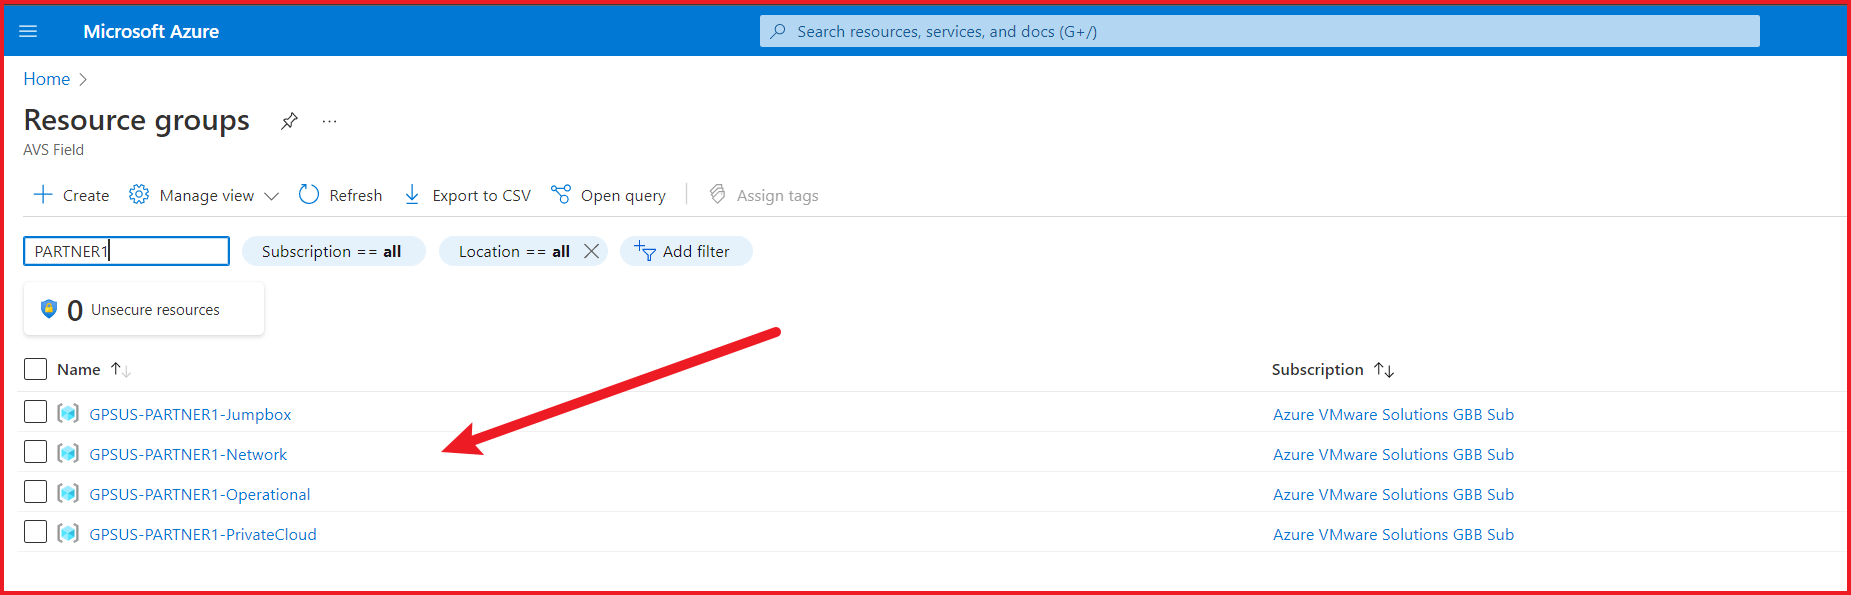 Microsoft Azure
Search resources, services, and docs (G+/)
Home
Resource groups
...
AVS Field
Create Manage view Refresh Export to CSV Open query Assign tags
PARTNER1 Subscription == all Location == all Add filter
0 Unsecure resources
Name Subscription
GPSUS-PARTNER1-Jumpbox Azure VMware Solutions GBB Sub
GPSUS-PARTNER1-Network Azure VMware Solutions GBB Sub
GPSUS-PARTNER1-Operational Azure VMware Solutions GBB Sub
GPSUS-PARTNER1-PrivateCloud Azure VMware Solutions GBB Sub